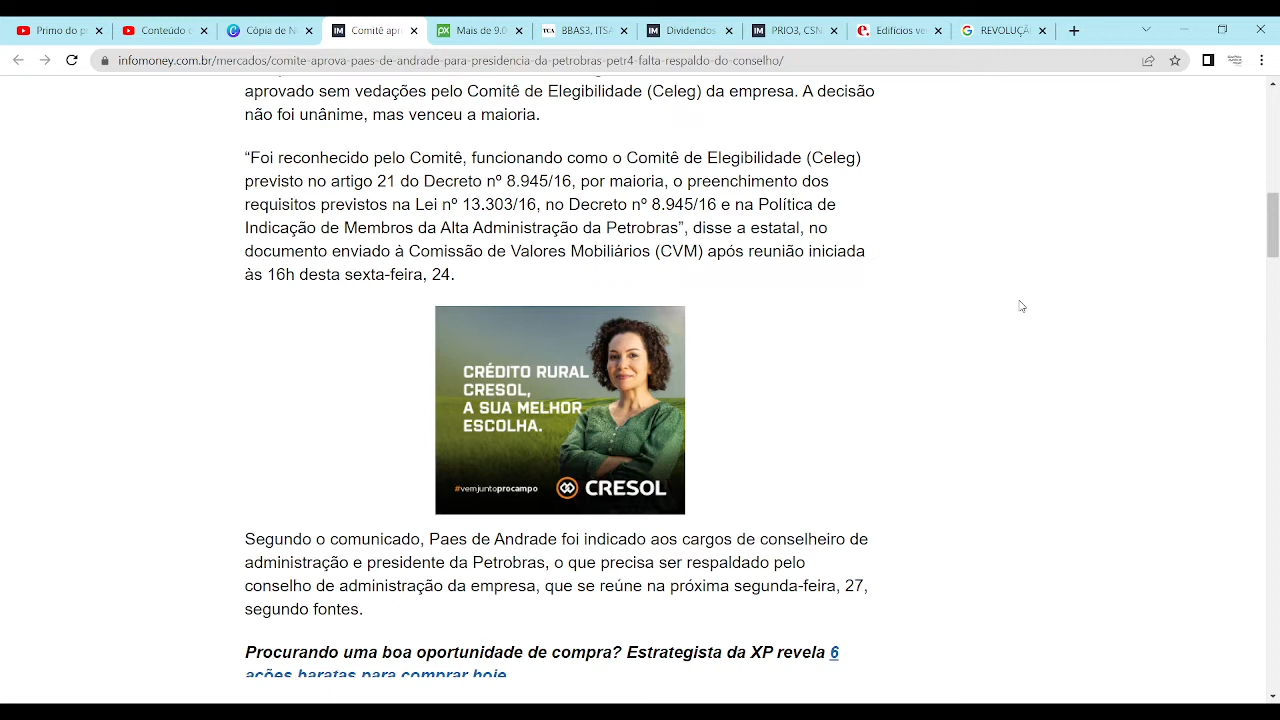 Primo do p
Conteúdo d
Cópia de N
Comitê apr
Mais de 9.0
BBAS3, ITSA
Dividendos
PRIO3, CSN
Edifícios ve
REVOLUÇÃ
infomoney.com.br/mercados/comite-aprova-paes-de-andrade-para-presidencia-da-petrobras-petr4-falta-respaldo-do-conselho/
aprovado sem vedações pelo Comitê de Elegibilidade (Celeg) da empresa. A decisão
não foi unânime, mas venceu a maioria.
“Foi reconhecido pelo Comitê, funcionando como o Comitê de Elegibilidade (Celeg)
previsto no artigo 21 do Decreto nº 8.945/16, por maioria, o preenchimento dos
requisitos previstos na Lei nº 13.303/16, no Decreto nº 8.945/16 e na Política de
Indicação de Membros da Alta Administração da Petrobras”, disse a estatal, no
documento enviado à Comissão de Valores Mobiliários (CVM) após reunião iniciada
às 16h desta sexta-feira, 24.
CRÉDITO RURAL
CRESOL,
A SUA MELHOR
ESCOLHA.
#vemjuntoprocampo
CRESOL
Segundo o comunicado, Paes de Andrade foi indicado aos cargos de conselheiro de
administração e presidente da Petrobras, o que precisa ser respaldado pelo
conselho de administração da empresa, que se reúne na próxima segunda-feira, 27,
segundo fontes.
Procurando uma boa oportunidade de compra? Estrategista da XP revela 6
ações baratas para comprar hoje